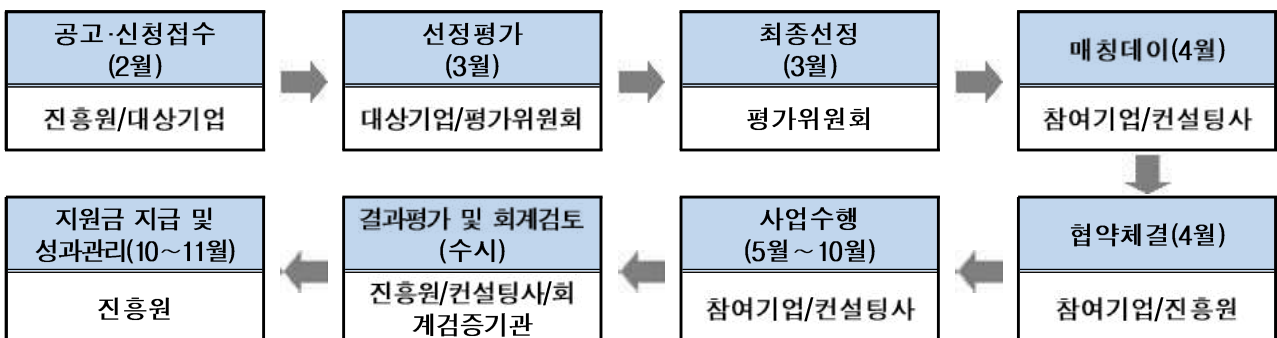 공고·신청접수
(2월)
진흥원/대상기업
선정평가
(3월)
대상기업/평가위원회
최종선정
(3월)
평가위원회
매칭데이(4월)
참여기업/컨설팅사
협약체결(4월)
참여기업/진흥원
사업수행
(5월～10월)
참여기업/컨설팅사
결과평가 및 회계검토
(수시)
진흥원/컨설팅사/회
계검증기관
지원금 지급 및
성과관리(10～11월)
진흥원